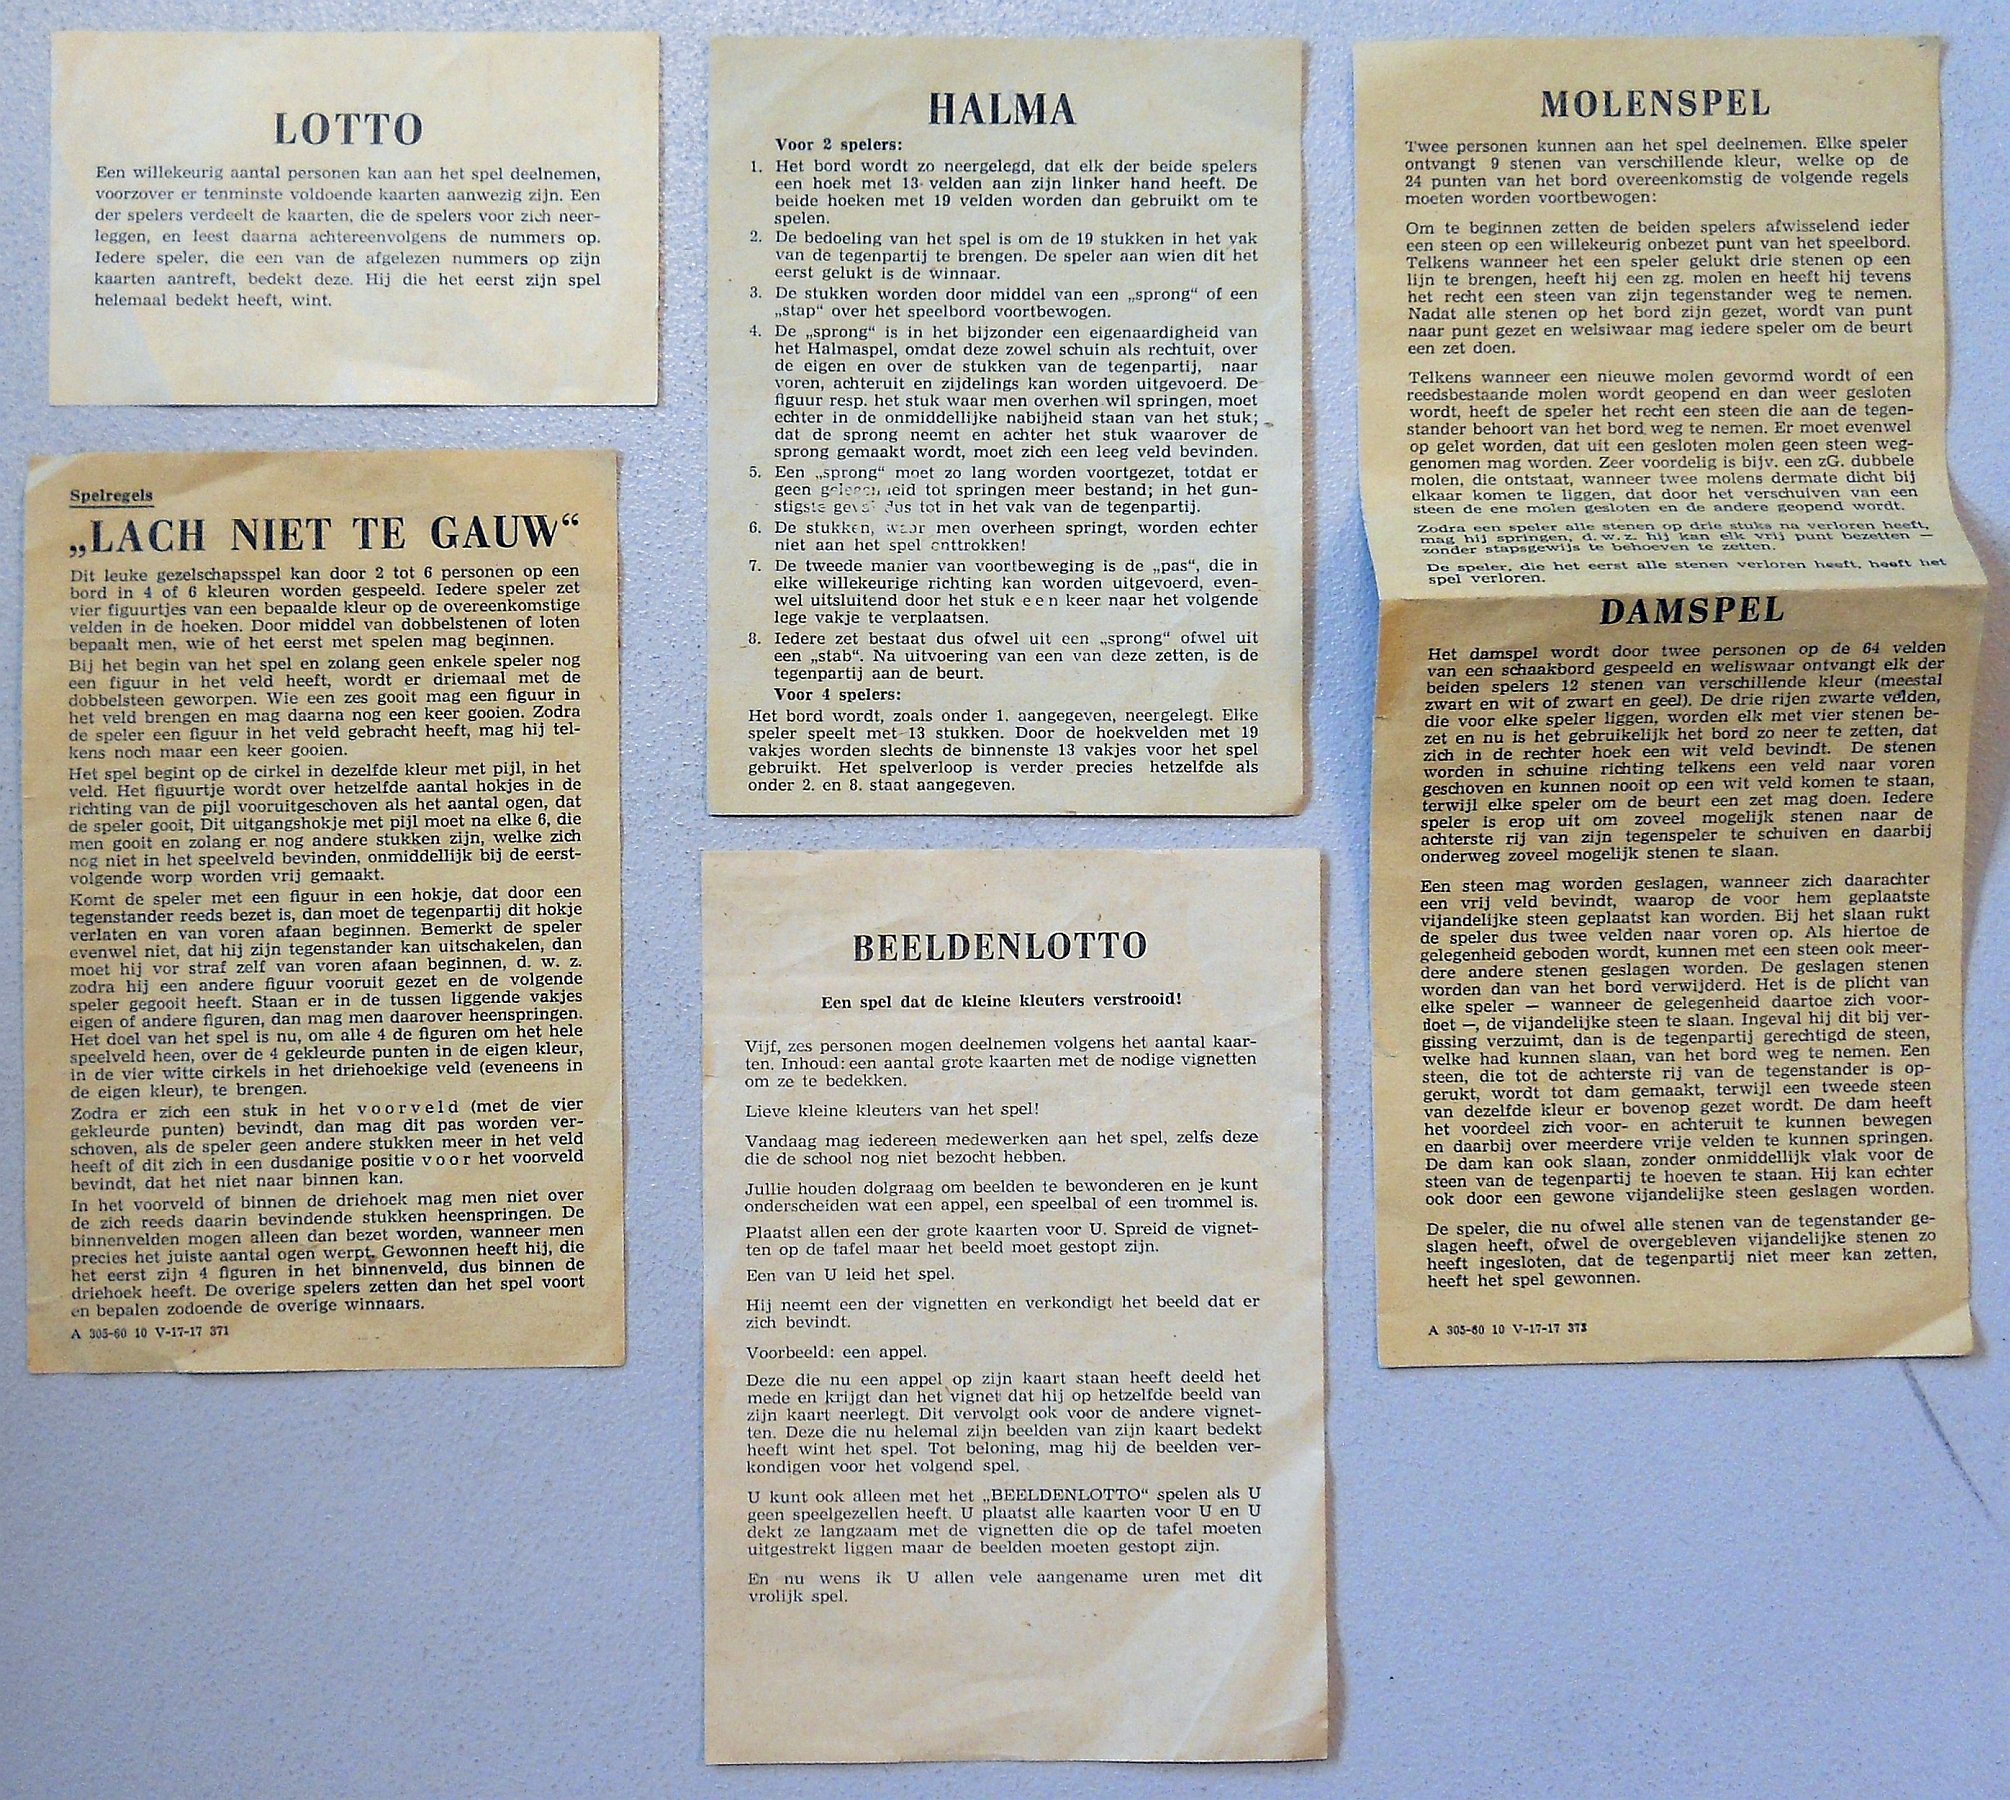 LOTTO
Een willekeurig aantal personen kan aan het spel deelnemen,
voorzover er tenminste voldoende kaarten aanwezig zijn. Een
der spelers verdeelt de kaarten, die de spelers voor zich neer-
leggen, en leest daarna achtereenvolgens de nummers op.
Iedere speler, die een van de afgelezen nummers op zijn
kaarten aantreft, bedekt deze. Hij die het eerst zijn spel
helemaal bedekt heeft, wint.
Spelregels
„LACH NIET TE GAUW“
Dit leuke gezelschapsspel kan door 2 tot 6 personen op een
bord in 4 of 6 kleuren worden gespeeld. Iedere speler zet
vier figuurtjes van een bepaalde kleur op de overeenkomstige
velden in de hoeken. Door middel van dobbelstenen of loten
bepaalt men, wie of het eerst met spelen mag beginnen.
Bij het begin van het spel en zolang geen enkele speler nog
een figuur in het veld heeft, wordt er driemaal met de
dobbelsteen geworpen. Wie een zes gooit mag een figuur in
het veld brengen en mag daarna nog een keer gooien. Zodra
de speler een figuur in het veld gebracht heeft, mag hij tel-
kens noch maar een keer gooien.
Het spel begint op de cirkel in dezelfde kleur met pijl, in het
veld. Het figuurtje wordt over hetzelfde aantal hokjes in de
richting van de pijl vooruitgeschoven als het aantal ogen, dat
de speler gooit, Dit uitgangshokje met pijl moet na elke 6, die
men gooit en zolang er nog andere stukken zijn, welke zich
nog niet in het speelveld bevinden, onmiddellijk bij de eerst-
volgende worp worden vrij gemaakt.
Komt de speler met een figuur in een hokje, dat door een
tegenstander reeds bezet is, dan moet de tegenpartij dit hokje
verlaten en van voren afaan beginnen. Bemerkt de speler
evenwel niet, dat hij zijn tegenstander kan uitschakelen, dan
moet hij vor straf zelf van voren afaan beginnen, d. w. z.
zodra hij een andere figuur vooruit gezet en de volgende
speler gegooit heeft. Staan er in de tussen liggende vakjes
eigen of andere figuren, dan mag men daarover heenspringen.
Het doel van het spel is nu, om alle 4 de figuren om het hele
speelveld heen, over de 4 gekleurde punten in de eigen kleur,
in de vier witte cirkels in het driehoekige veld (eveneens in
de eigen kleur), te brengen.
Zodra er zich een stuk in het voorveld (met de vier
gekleurde punten) bevindt, dan mag dit pas worden ver-
schoven, als de speler geen andere stukken meer in het veld
heeft of dit zich in een dusdanige positie voor het voorveld
bevindt, dat het niet naar binnen kan.
In het voorveld of binnen de driehoek mag men niet over
de zich reeds daarin bevindende stukken heenspringen. De
binnenvelden mogen alleen dan bezet worden, wanneer men
precies het juiste aantal ogen werpt. Gewonnen heeft hij, die
het eerst zijn 4 figuren in het binnenveld, dus binnen de
driehoek heeft. De overige spelers zetten dan het spel voort
en bepalen zodoende de overige winnaars.
A 305-60 10 V-17-17 371
HALMA
Voor 2 spelers:
1. Het bord wordt zo neergelegd, dat elk der beide spelers
een hoek met 13 velden aan zijn linker hand heeft. De
beide hoeken met 19 velden worden dan gebruikt om te
spelen.
2. De bedoeling van het spel is om de 19 stukken in het vak
van de tegenpartij te brengen. De speler aan wien dit het
eerst gelukt is de winnaar.
3. De stukken worden door middel van een „sprong“ of een
„stap“ over het speelbord voortbewogen.
4. De „sprong“ is in het bijzonder een eigenaardigheid van
het Halmaspel, omdat deze zowel schuin als rechtuit, over
de eigen en over de stukken van de tegenpartij, naar
voren, achteruit en zijdelings kan worden uitgevoerd. De
figuur resp. het stuk waar men overhen wil springen, moet
echter in de onmiddellijke nabijheid staan van het stuk;
dat de sprong neemt en achter het stuk waarover de
sprong gemaakt wordt, moet zich een leeg veld bevinden.
5. Een „sprong“ moet zo lang worden voortgezet, totdat er
geen gelegenheid tot springen meer bestand; in het gun-
stigste geval dus tot in het vak van de tegenpartij.
6. De stukken, waar men overheen springt, worden echter
niet aan het spel onttrokken!
7. De tweede manier van voortbeweging is de „pas“, die in
elke willekeurige richting kan worden uitgevoerd, even-
wel uitsluitend door het stuk een keer naar het volgende
lege vakje te verplaatsen.
8. Iedere zet bestaat dus ofwel uit een „sprong“ ofwel uit
een „stab“. Na uitvoering van een van deze zetten, is de
tegenpartij aan de beurt.
Voor 4 spelers:
Het bord wordt, zoals onder 1. aangegeven, neergelegd. Elke
speler speelt met 13 stukken. Door de hoekvelden met 19
vakjes worden slechts de binnenste 13 vakjes voor het spel
gebruikt. Het spelverloop is verder precies hetzelfde als
onder 2. en 8. staat aangegeven.
BEELDENLOTTO
Een spel dat de kleine kleuters verstrooid!
Vijf, zes personen mogen deelnemen volgens het aantal kaar-
ten. Inhoud: een aantal grote kaarten met de nodige vignetten
om ze te bedekken.
Lieve kleine kleuters van het spel!
Vandaag mag iedereen medewerken aan het spel, zelfs deze
die de school nog niet bezocht hebben.
Jullie houden dolgraag om beelden te bewonderen en je kunt
onderscheiden wat een appel, een speelbal of een trommel is.
Plaatst allen een der grote kaarten voor U. Spreid de vignet-
ten op de tafel maar het beeld moet gestopt zijn.
Een van U leid het spel.
Hij neemt een der vignetten en verkondigt het beeld dat er
zich bevindt.
Voorbeeld: een appel.
Deze die nu een appel op zijn kaart staan heeft deeld het
mede en krijgt dan het vignet dat hij op hetzelfde beeld van
zijn kaart neerlegt. Dit vervolgt ook voor de andere vignet-
ten. Deze die nu helemal zijn beelden van zijn kaart bedekt
heeft wint het spel. Tot beloning, mag hij de beelden ver-
kondigen voor het volgend spel.
U kunt ook alleen met het „BEELDENLOTTO“ spelen als U
geen speelgezellen heeft. U plaatst alle kaarten voor U en U
dekt ze langzaam met de vignetten die op de tafel moeten
uitgestrekt liggen maar de beelden moeten gestopt zijn.
En nu wens ik U allen vele aangename uren met dit
vrolijk spel.
MOLENSPEL
Twee personen kunnen aan het spel deelnemen. Elke speler
ontvangt 9 stenen van verschillende kleur, welke op de
24 punten van het bord overeenkomstig de volgende regels
moeten worden voortbewogen:
Om te beginnen zetten de beiden spelers afwisselend ieder
een steen op een willekeurig onbezet punt van het speelbord.
Telkens wanneer het een speler gelukt drie stenen op een
lijn te brengen, heeft hij een zg. molen en heeft hij tevens
het recht een steen van zijn tegenstander weg te nemen.
Nadat alle stenen op het bord zijn gezet, wordt van punt
naar punt gezet en welsiwaar mag iedere speler om de beurt
een zet doen.
Telkens wanneer een nieuwe molen gevormd wordt of een
reedsbestaande molen wordt geopend en dan weer gesloten
wordt, heeft de speler het recht een steen die aan de tegen-
stander behoort van het bord weg te nemen. Er moet evenwel
op gelet worden, dat uit een gesloten molen geen steen weg-
genomen mag worden. Zeer voordelig is bijv. een zG. dubbele
molen, die ontstaat, wanneer twee molens dermate dicht bij
elkaar komen te liggen, dat door het verschuiven van een
steen de ene molen gesloten en de andere geopend wordt.
Zodra een speler alle stenen op drie stuks na verloren heeft,
mag hij springen, d. w. z. hij kan elk vrij punt bezetten —
zonder stapsgewijs te behoeven te zetten.
De speler, die het eerst alle stenen verloren heeft, heeft het
spel verloren.
DAMSPEL
Het damspel wordt door twee personen op de 64 velden
van een schaakbord gespeeld en weliswaar ontvangt elk der
beiden spelers 12 stenen van verschillende kleur (meestal
zwart en wit of zwart en geel). De drie rijen zwarte velden,
die voor elke speler liggen, worden elk met vier stenen be-
zet en nu is het gebruikelijk het bord zo neer te zetten, dat
zich in de rechter hoek een wit veld bevindt. De stenen
worden in schuine richting telkens een veld naar voren
geschoven en kunnen nooit op een wit veld komen te staan,
terwijl elke speler om de beurt een zet mag doen. Iedere
speler is erop uit om zoveel mogelijk stenen naar de
achterste rij van zijn tegenspeler te schuiven en daarbij
onderweg zoveel mogelijk stenen te slaan.
Een steen mag worden geslagen, wanneer zich daarachter
een vrij veld bevindt, waarop de voor hem geplaatste
vijandelijke steen geplaatst kan worden. Bij het slaan rukt
de speler dus twee velden naar voren op. Als hiertoe de
gelegenheid geboden wordt, kunnen met een steen ook meer-
dere andere stenen geslagen worden. De geslagen stenen
worden dan van het bord verwijderd. Het is de plicht van
elke speler — wanneer de gelegenheid daartoe zich voor-
doet —, de vijandelijke steen te slaan. Ingeval hij dit bij ver-
gissing verzuimt, dan is de tegenpartij gerechtigd de steen,
welke had kunnen slaan, van het bord weg te nemen. Een
steen, die tot de achterste rij van de tegenstander is op-
gerukt, wordt tot dam gemaakt, terwijl een tweede steen
van dezelfde kleur er bovenop gezet wordt. De dam heeft
het voordeel zich voor- en achteruit te kunnen bewegen
en daarbij over meerdere vrije velden te kunnen springen.
De dam kan ook slaan, zonder onmiddellijk vlak voor de
steen van de tegenpartij te hoeven te staan. Hij kan echter
ook door een gewone vijandelijke steen geslagen worden.
De speler, die nu ofwel alle stenen van de tegenstander ge-
slagen heeft, ofwel de overgebleven vijandelijke stenen zo
heeft ingesloten, dat de tegenpartij niet meer kan zetten,
heeft het spel gewonnen.
A 305-60 10 V-17-17 373